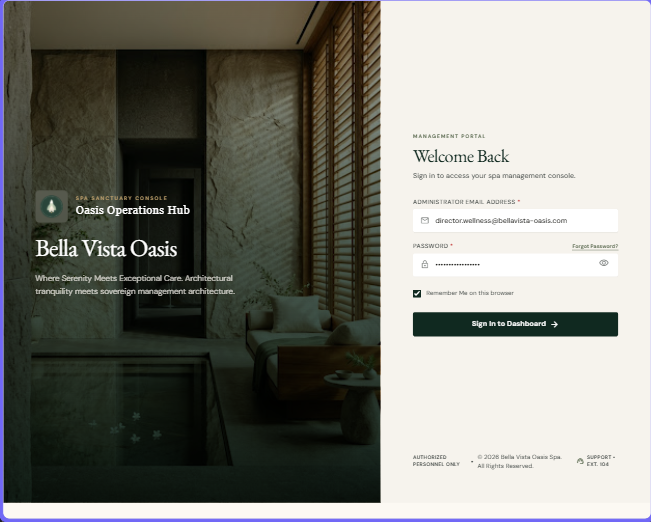 SPA SANCTUARY CONSOLE
Oasis Operations Hub
Bella Vista Oasis
Where Serenity Meets Exceptional Care. Architectural
tranquility meets sovereign management architecture.
MANAGEMENT PORTAL
Welcome Back
Sign in to access your spa management console.
ADMINISTRATOR EMAIL ADDRESS *
director.wellness@bellavista-oasis.com
PASSWORD *
Forgot Password?
•••••••••••••••••
Remember Me on this browser
Sign In to Dashboard →
AUTHORIZED
PERSONNEL ONLY
•
© 2026 Bella Vista Oasis Spa.
All Rights Reserved.
SUPPORT •
EXT. 104